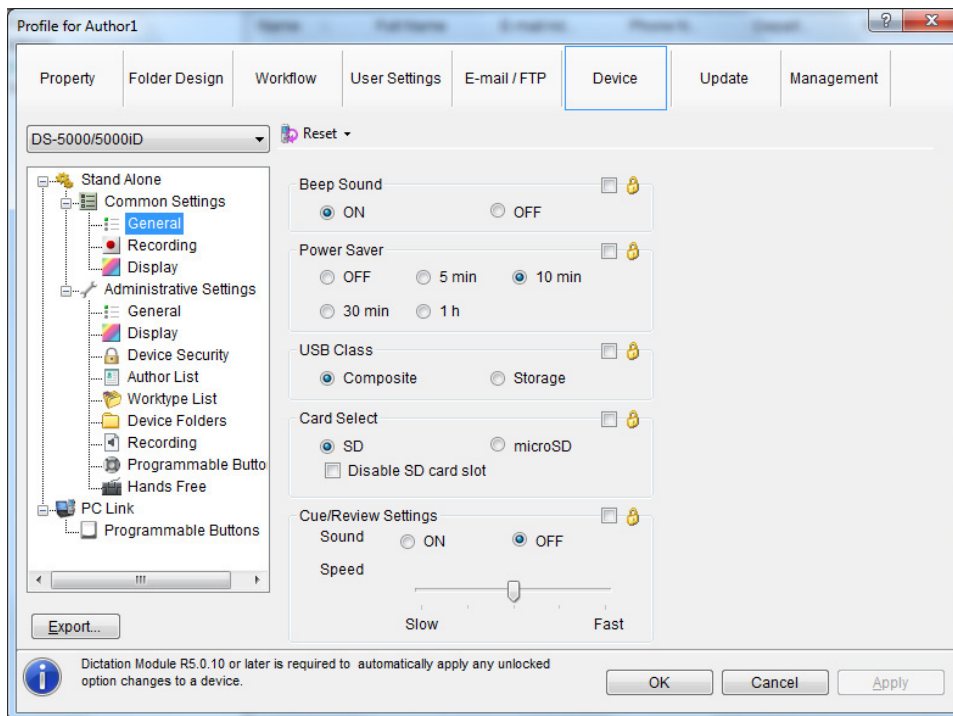 Profile for Author1
Property Folder Design Workflow User Settings E-mail / FTP Device Update Management
DS-5000/5000iD Reset
Stand Alone
Common Settings
General
Recording
Display
Administrative Settings
General
Display
Device Security
Author List
Worktype List
Device Folders
Recording
Programmable Butto
Hands Free
PC Link
Programmable Buttons
Export...
Beep Sound
ON OFF
Power Saver
OFF 5 min 10 min
30 min 1 h
USB Class
Composite Storage
Card Select
SD microSD
Disable SD card slot
Cue/Review Settings
Sound ON OFF
Speed
Slow Fast
Dictation Module R5.0.10 or later is required to automatically apply any unlocked
option changes to a device.
OK Cancel Apply